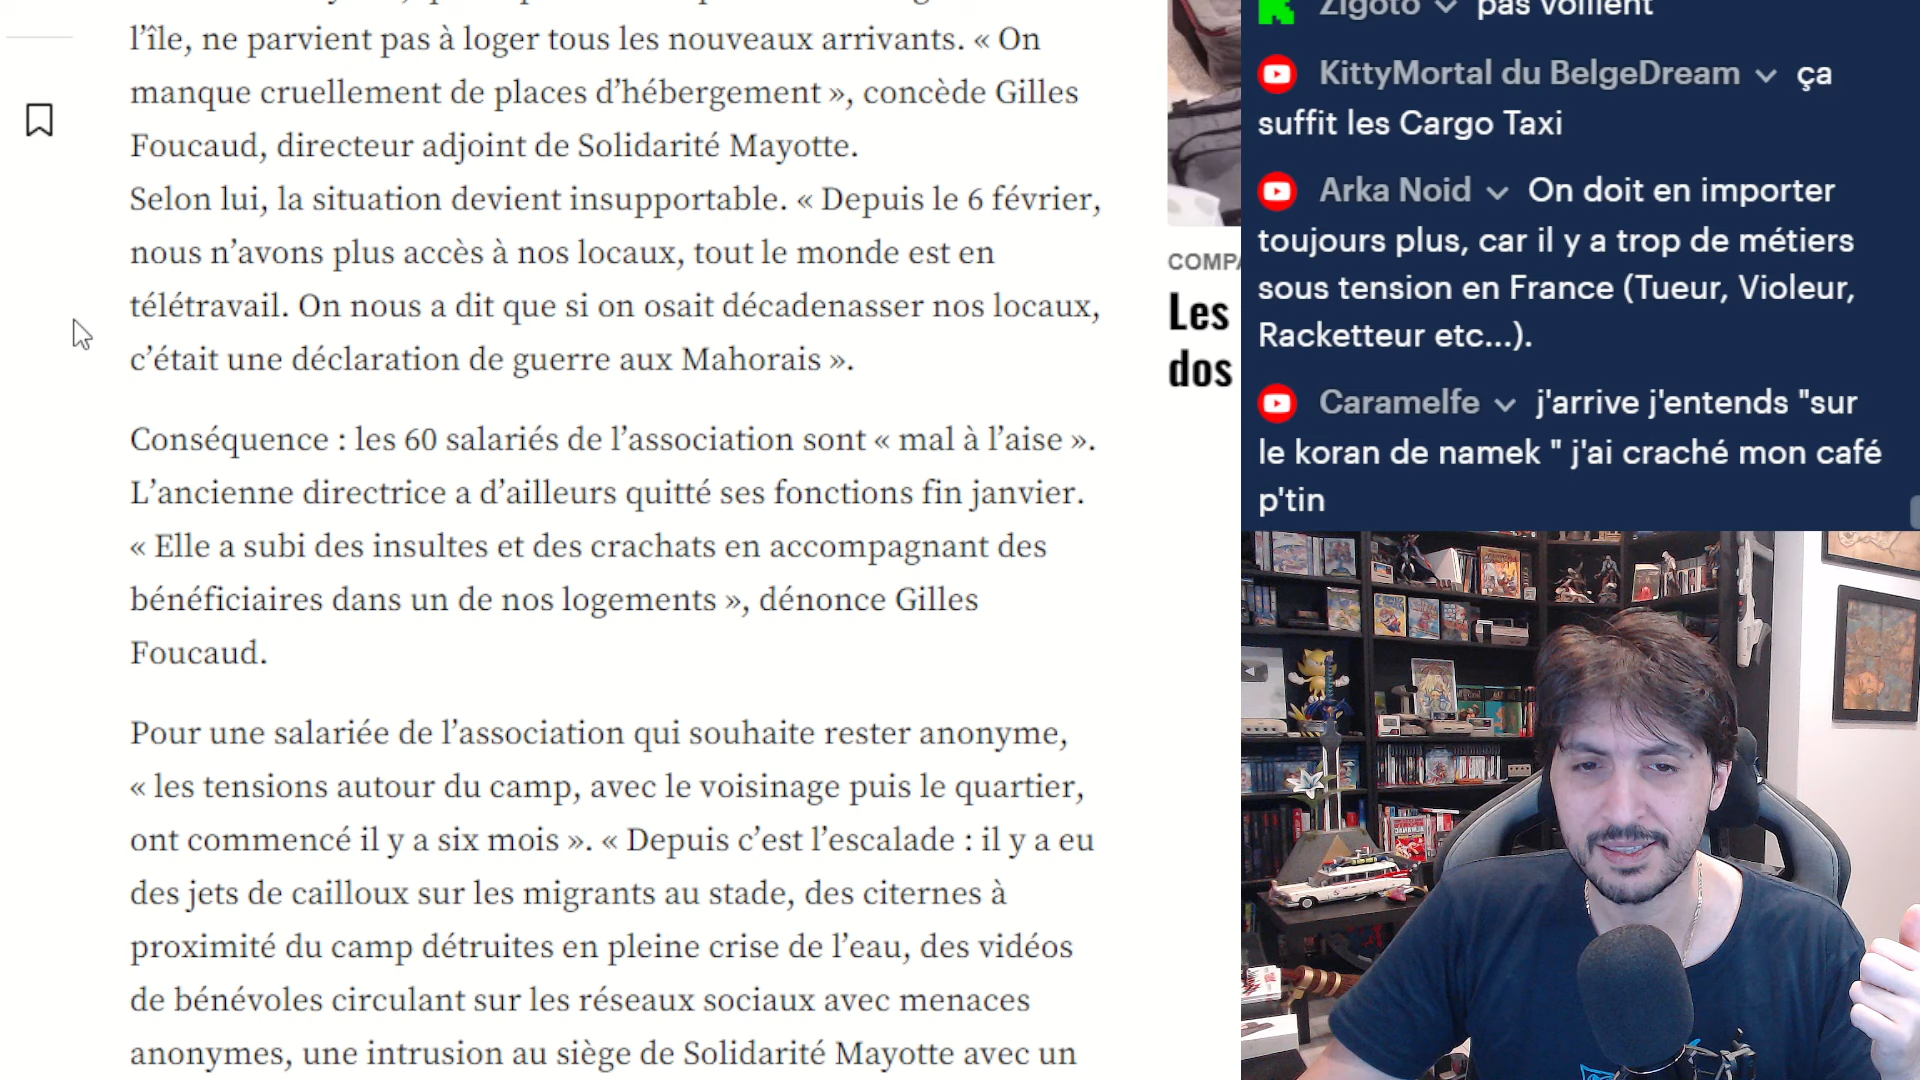 l’île, ne parvient pas à loger tous les nouveaux arrivants. « On
manque cruellement de places d’hébergement », concède Gilles
Foucaud, directeur adjoint de Solidarité Mayotte.
Selon lui, la situation devient insupportable. « Depuis le 6 février,
nous n’avons plus accès à nos locaux, tout le monde est en
télétravail. On nous a dit que si on osait décadenasser nos locaux,
c’était une déclaration de guerre aux Mahorais ».
Conséquence : les 60 salariés de l’association sont « mal à l’aise ».
L’ancienne directrice a d’ailleurs quitté ses fonctions fin janvier.
« Elle a subi des insultes et des crachats en accompagnant des
bénéficiaires dans un de nos logements », dénonce Gilles
Foucaud.
Pour une salariée de l’association qui souhaite rester anonyme,
« les tensions autour du camp, avec le voisinage puis le quartier,
ont commencé il y a six mois ». « Depuis c’est l’escalade : il y a eu
des jets de cailloux sur les migrants au stade, des citernes à
proximité du camp détruites en pleine crise de l’eau, des vidéos
de bénévoles circulant sur les réseaux sociaux avec menaces
anonymes, une intrusion au siège de Solidarité Mayotte avec un
COMPA
Les
dos
Zigoto pas voilient
KittyMortal du BelgeDream ça
suffit les Cargo Taxi
Arka Noid On doit en importer
toujours plus, car il y a trop de métiers
sous tension en France (Tueur, Violeur,
Racketteur etc...).
Caramelfe j'arrive j'entends "sur
le koran de namek " j'ai craché mon café
p'tin